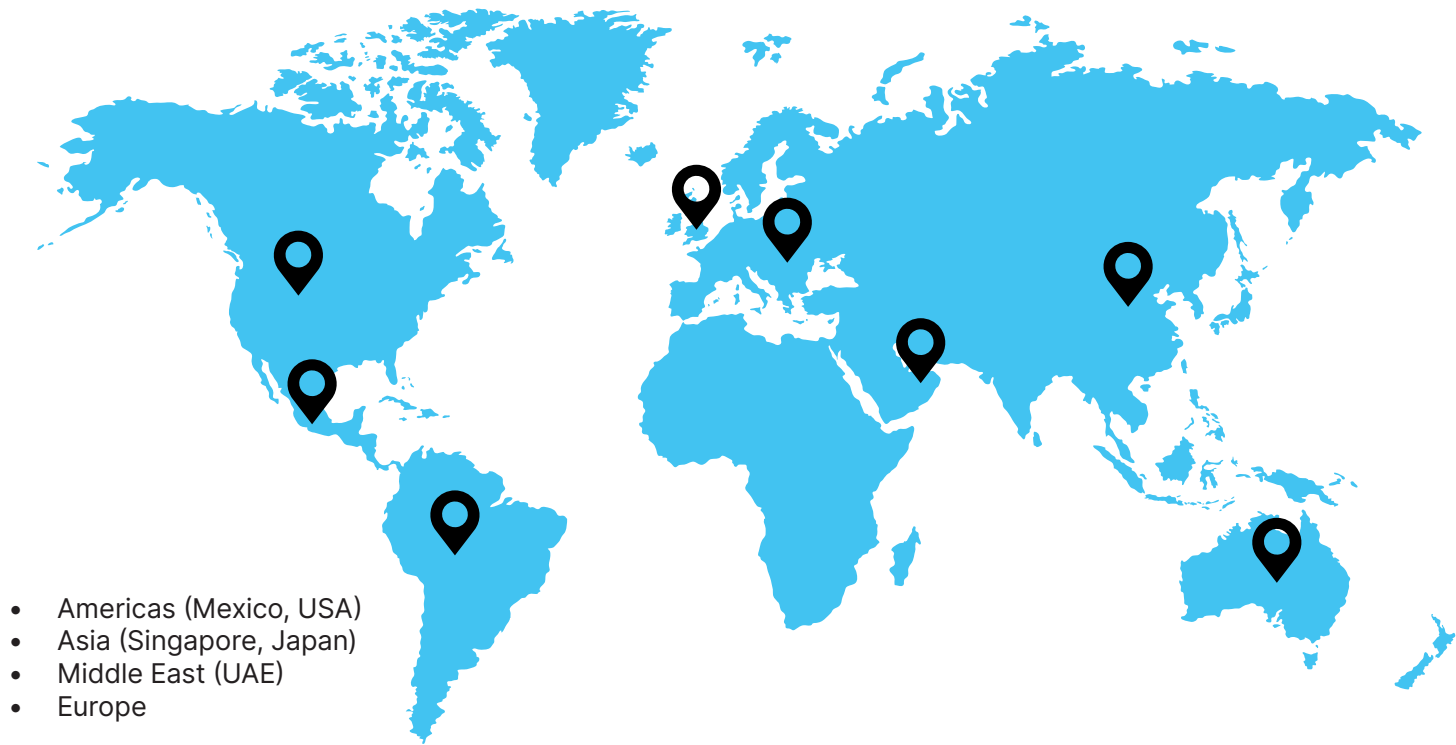 • Americas (Mexico, USA)
• Asia (Singapore, Japan)
• Middle East (UAE)
• Europe